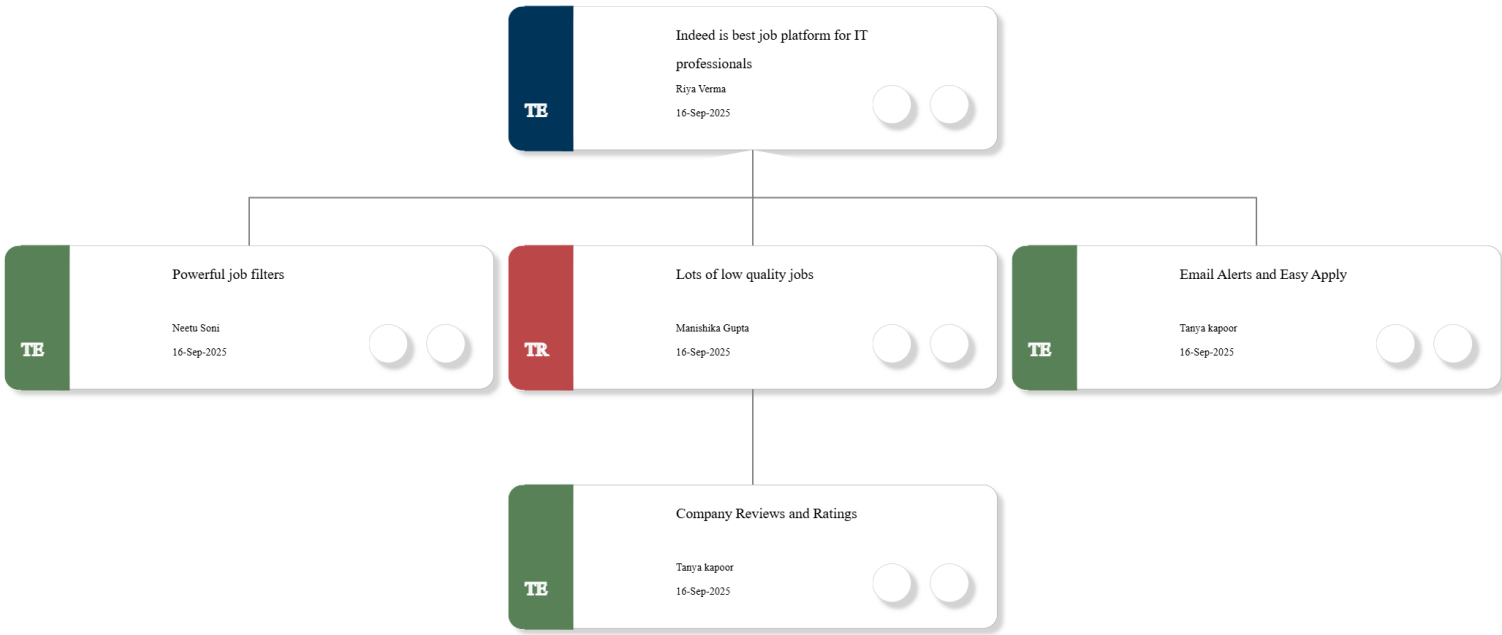 Indeed is best job platform for IT
professionals
Riya Verma
TE
16-Sep-2025
Powerful job filters
Neetu Soni
TE
16-Sep-2025
Lots of low quality jobs
Manishika Gupta
TR
16-Sep-2025
Email Alerts and Easy Apply
Tanya kapoor
TE
16-Sep-2025
Company Reviews and Ratings
Tanya kapoor
TE
16-Sep-2025